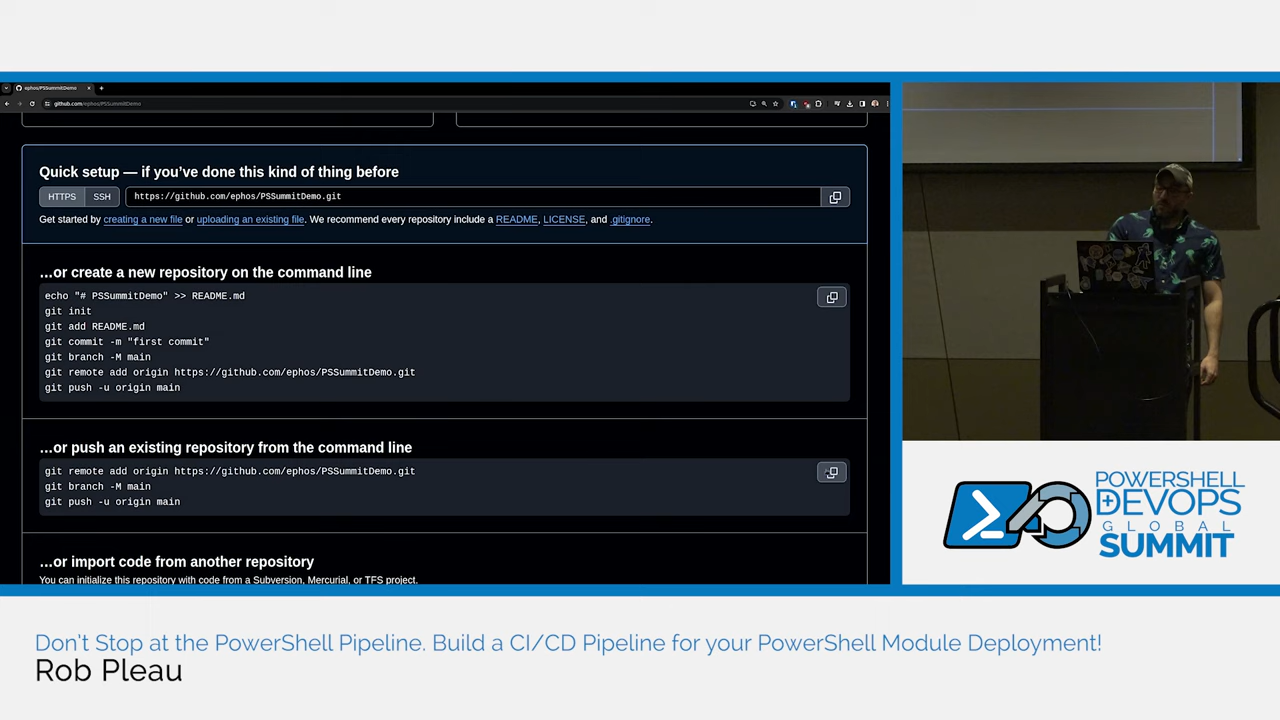 ephos/PSSummitDemo
github.com/ephos/PSSummitDemo
Quick setup — if you've done this kind of thing before
HTTPS SSH https://github.com/ephos/PSSummitDemo.git
Get started by creating a new file or uploading an existing file. We recommend every repository include a README, LICENSE, and .gitignore.
…or create a new repository on the command line
echo "# PSSummitDemo" >> README.md
git init
git add README.md
git commit -m "first commit"
git branch -M main
git remote add origin https://github.com/ephos/PSSummitDemo.git
git push -u origin main
…or push an existing repository from the command line
git remote add origin https://github.com/ephos/PSSummitDemo.git
git branch -M main
git push -u origin main
…or import code from another repository
You can initialize this repository with code from a Subversion, Mercurial, or TFS project.
POWERSHELL
DEVOPS
GLOBAL
SUMMIT
Don't Stop at the PowerShell Pipeline. Build a CI/CD Pipeline for your PowerShell Module Deployment!
Rob Pleau